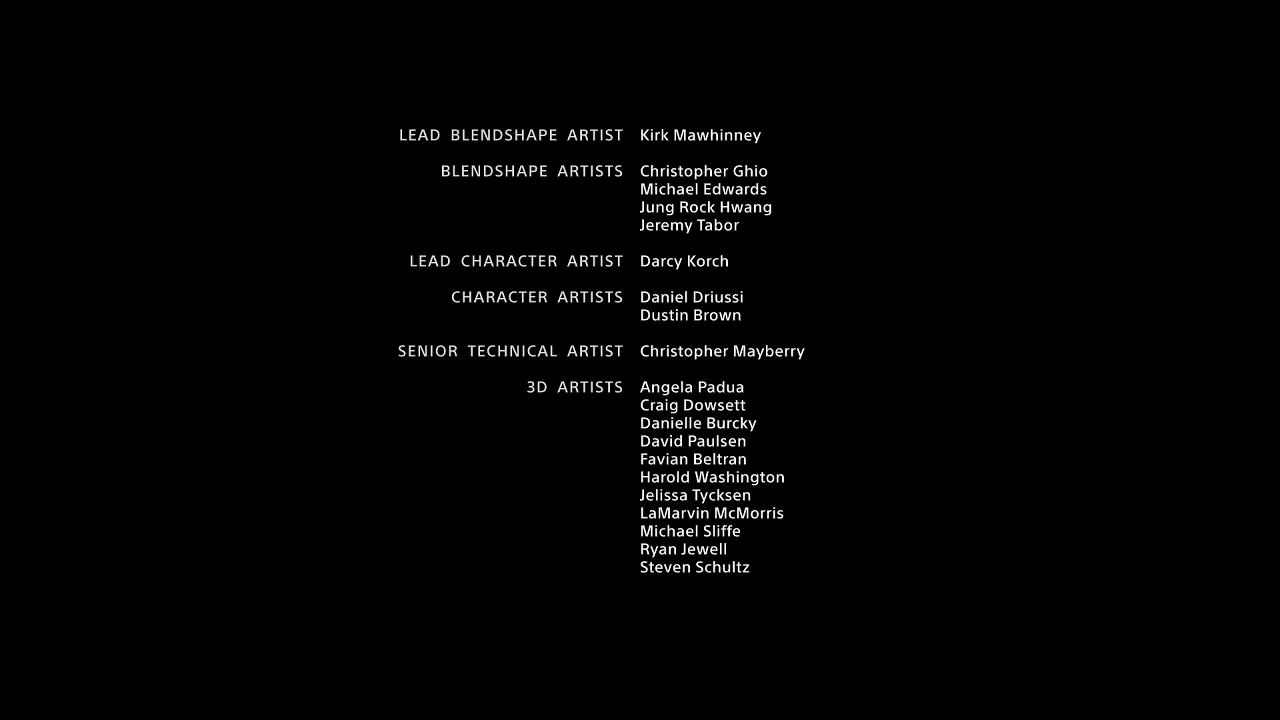 LEAD BLENDSHAPE ARTIST Kirk Mawhinney
BLENDSHAPE ARTISTS Christopher Ghio
Michael Edwards
Jung Rock Hwang
Jeremy Tabor
LEAD CHARACTER ARTIST Darcy Korch
CHARACTER ARTISTS Daniel Driussi
Dustin Brown
SENIOR TECHNICAL ARTIST Christopher Mayberry
3D ARTISTS Angela Padua
Craig Dowsett
Danielle Burcky
David Paulsen
Favian Beltran
Harold Washington
Jelissa Tycksen
LaMarvin McMorris
Michael Sliffe
Ryan Jewell
Steven Schultz